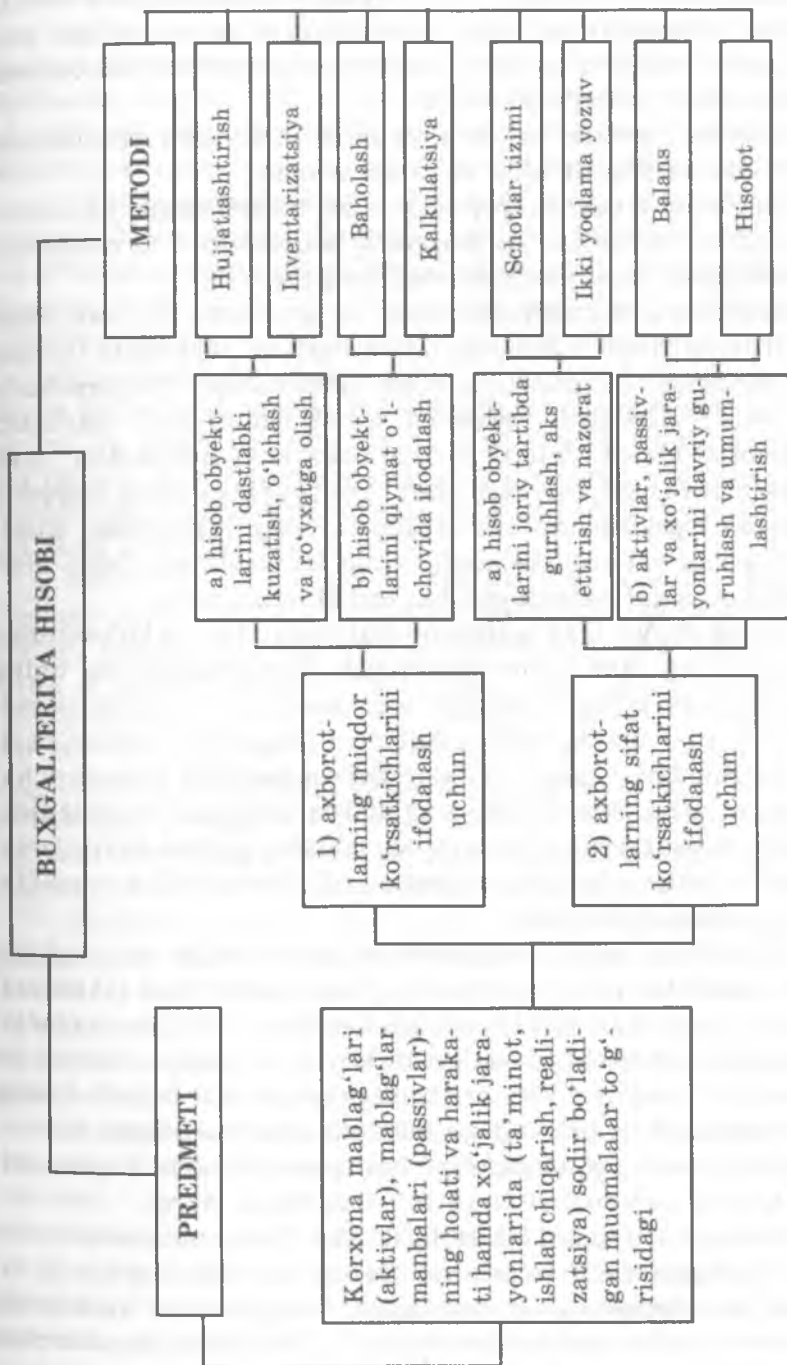 BUXGALTERIYA HISOBI
PREDMETI
METODI
Korxona mablag‘lari
(aktivlar), mablag‘lar
manbalari (passivlar)-
ning holati va haraka-
ti hamda xo‘jalik jara-
yonlarida (ta’minot,
ishlab chiqarish, reali-
zatsiya) sodir bo‘ladi-
gan muomalalar to‘g‘-
risidagi
1) axborot-
larning miqdor
ko‘rsatkichlarini
ifodalash
uchun
2) axborot-
larning sifat
ko‘rsatkichlarini
ifodalash
uchun
a) hisob obyekt-
larini dastlabki
kuzatish, o‘lchash
va ro‘yxatga olish
b) hisob obyekt-
larini qiymat o‘l-
chovida ifodalash
a) hisob obyekt-
larini joriy tartibda
guruhlash, aks
ettirish va nazorat
b) aktivlar, passiv-
lar va xo‘jalik jara-
yonlarini davriy gu-
ruhlash va umum-
lashtirish
Hujjatlashtirish
Inventarizatsiya
Baholash
Kalkulatsiya
Schotlar tizimi
Ikki yoqlama yozuv
Balans
Hisobot